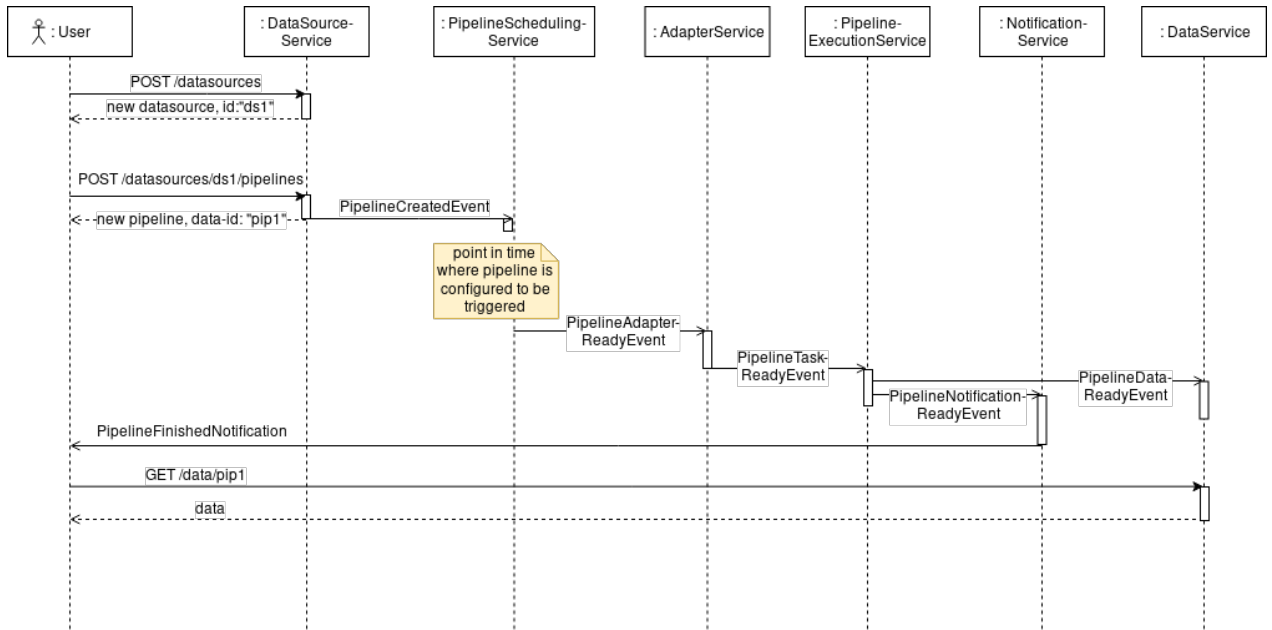 : User
: DataSource-
Service
: PipelineScheduling-
Service
: AdapterService
: Pipeline-
ExecutionService
: Notification-
Service
: DataService
POST /datasources
new datasource, id:"ds1"
POST /datasources/ds1/pipelines
new pipeline, data-id: "pip1"
PipelineCreatedEvent
point in time
where pipeline is
configured to be
triggered
PipelineAdapter-
ReadyEvent
PipelineTask-
ReadyEvent
PipelineData-
ReadyEvent
PipelineNotification-
ReadyEvent
PipelineFinishedNotification
GET /data/pip1
data